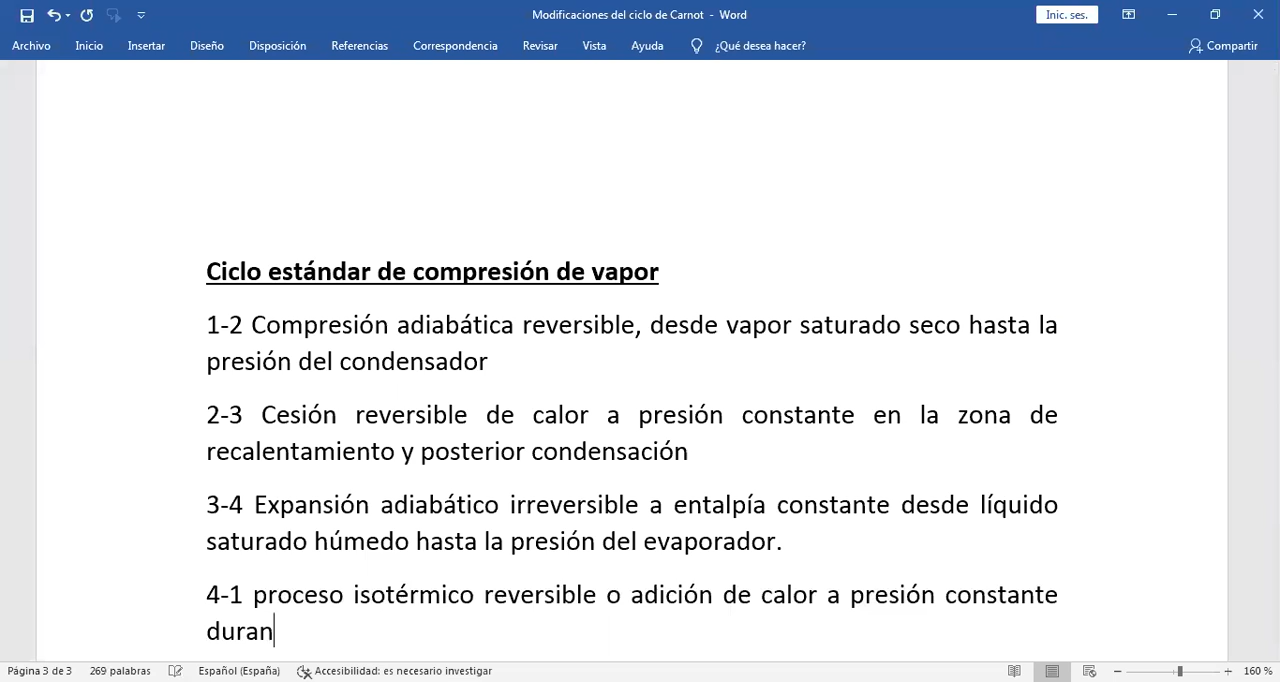 Modificaciones del ciclo de Carnot - Word
Inic. ses.
Archivo Inicio Insertar Diseño Disposición Referencias Correspondencia Revisar Vista Ayuda ¿Qué desea hacer? Compartir
Ciclo estándar de compresión de vapor
1-2 Compresión adiabática reversible, desde vapor saturado seco hasta la
presión del condensador
2-3 Cesión reversible de calor a presión constante en la zona de
recalentamiento y posterior condensación
3-4 Expansión adiabático irreversible a entalpía constante desde líquido
saturado húmedo hasta la presión del evaporador.
4-1 proceso isotérmico reversible o adición de calor a presión constante
duran
Página 3 de 3 269 palabras Español (España) Accesibilidad: es necesario investigar 160 %